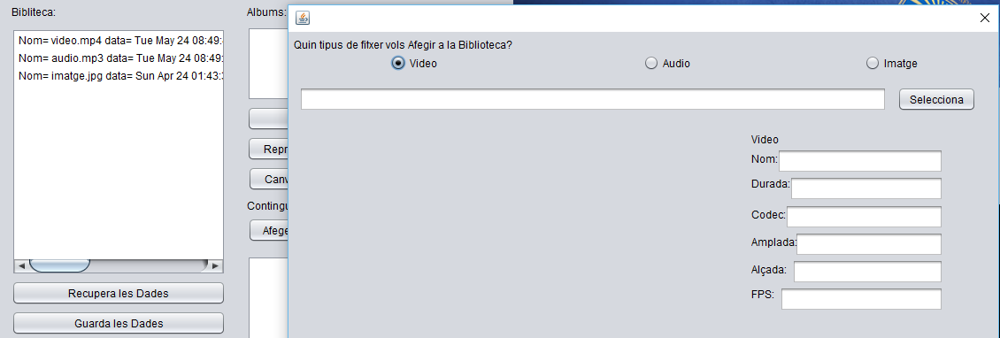 Bibliteca:
Nom= video.mp4 data= Tue May 24 08:49:
Nom= audio.mp3 data= Tue May 24 08:49:
Nom= imatge.jpg data= Sun Apr 24 01:43:
Recupera les Dades
Guarda les Dades
Albums:
Repr
Canv
Contingu
Afege
Quin tipus de fitxer vols Afegir a la Biblioteca?
Video
Audio
Imatge
Selecciona
Video
Nom:
Durada:
Codec:
Amplada:
Alçada:
FPS: